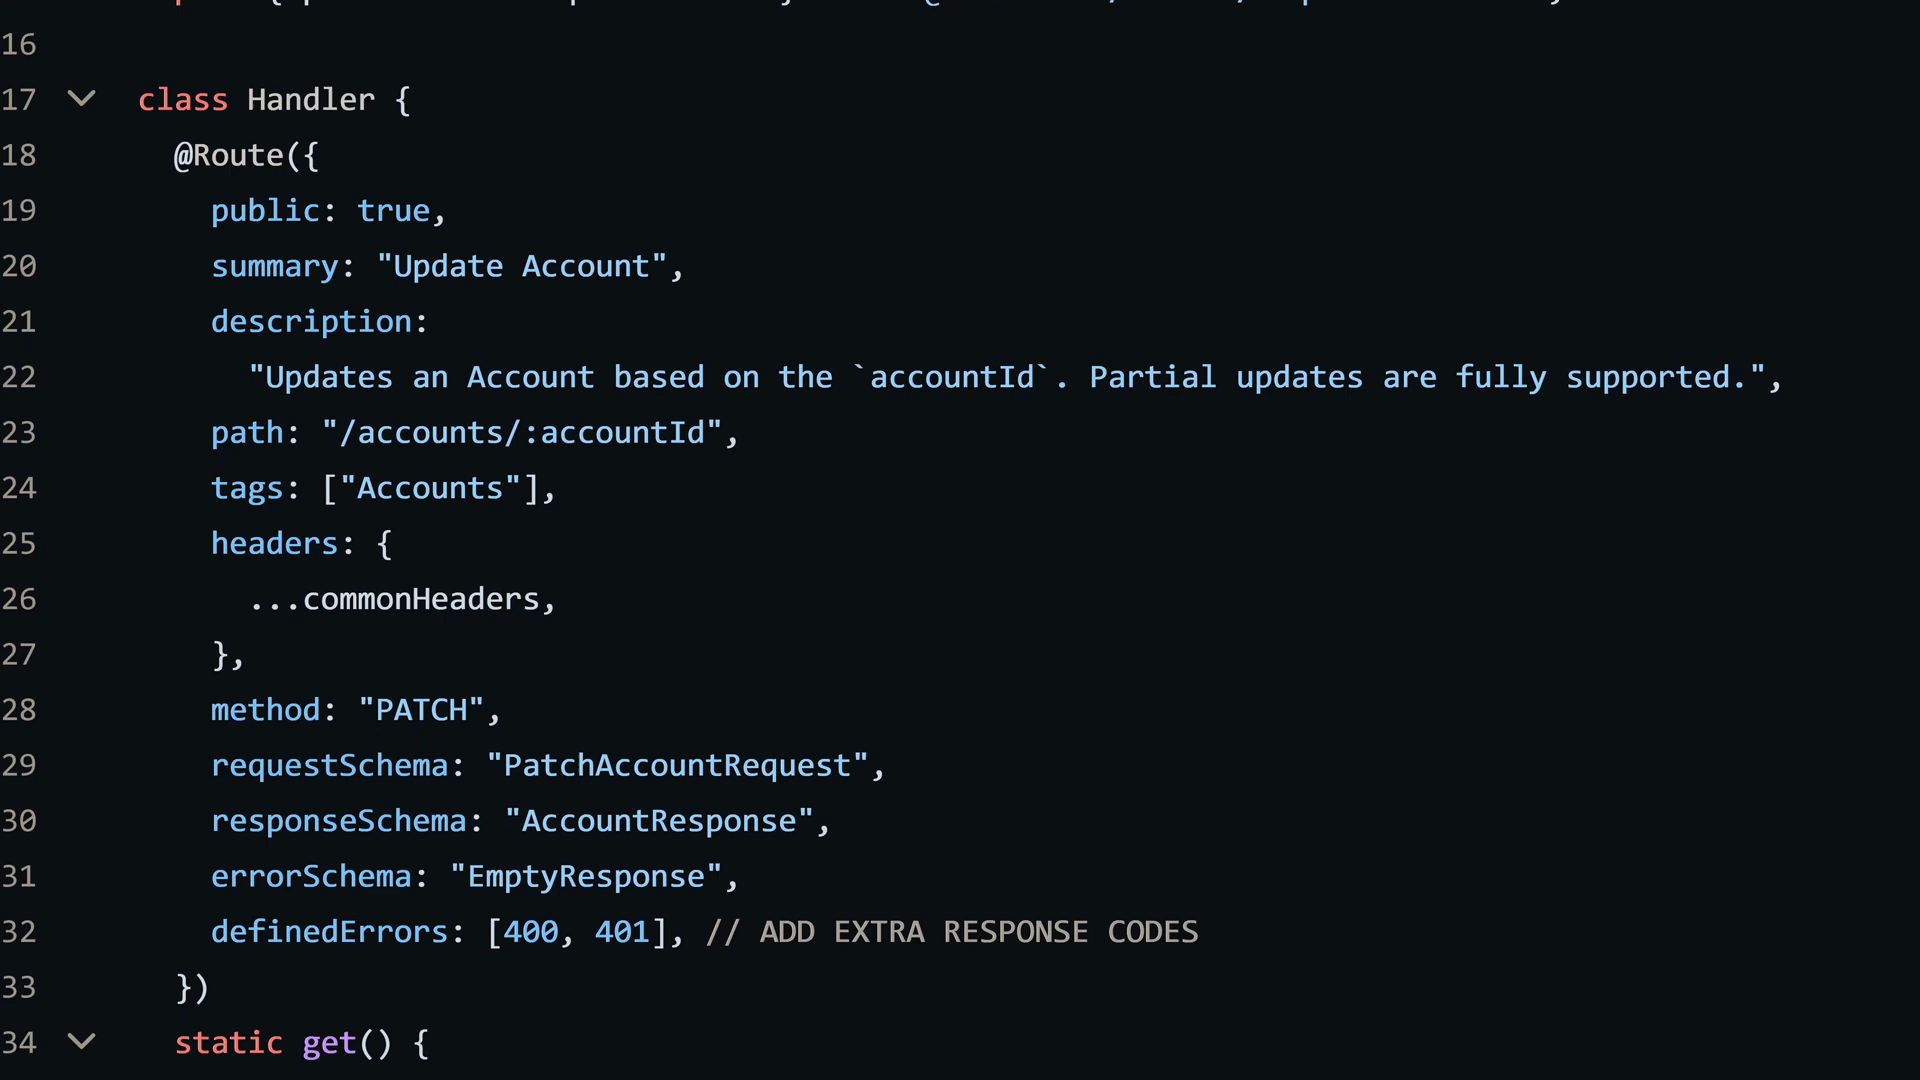 16
17 class Handler {
18 @Route({
19 public: true,
20 summary: "Update Account",
21 description:
22 "Updates an Account based on the `accountId`. Partial updates are fully supported.",
23 path: "/accounts/:accountId",
24 tags: ["Accounts"],
25 headers: {
26 ...commonHeaders,
27 },
28 method: "PATCH",
29 requestSchema: "PatchAccountRequest",
30 responseSchema: "AccountResponse",
31 errorSchema: "EmptyResponse",
32 definedErrors: [400, 401], // ADD EXTRA RESPONSE CODES
33 })
34 static get() {